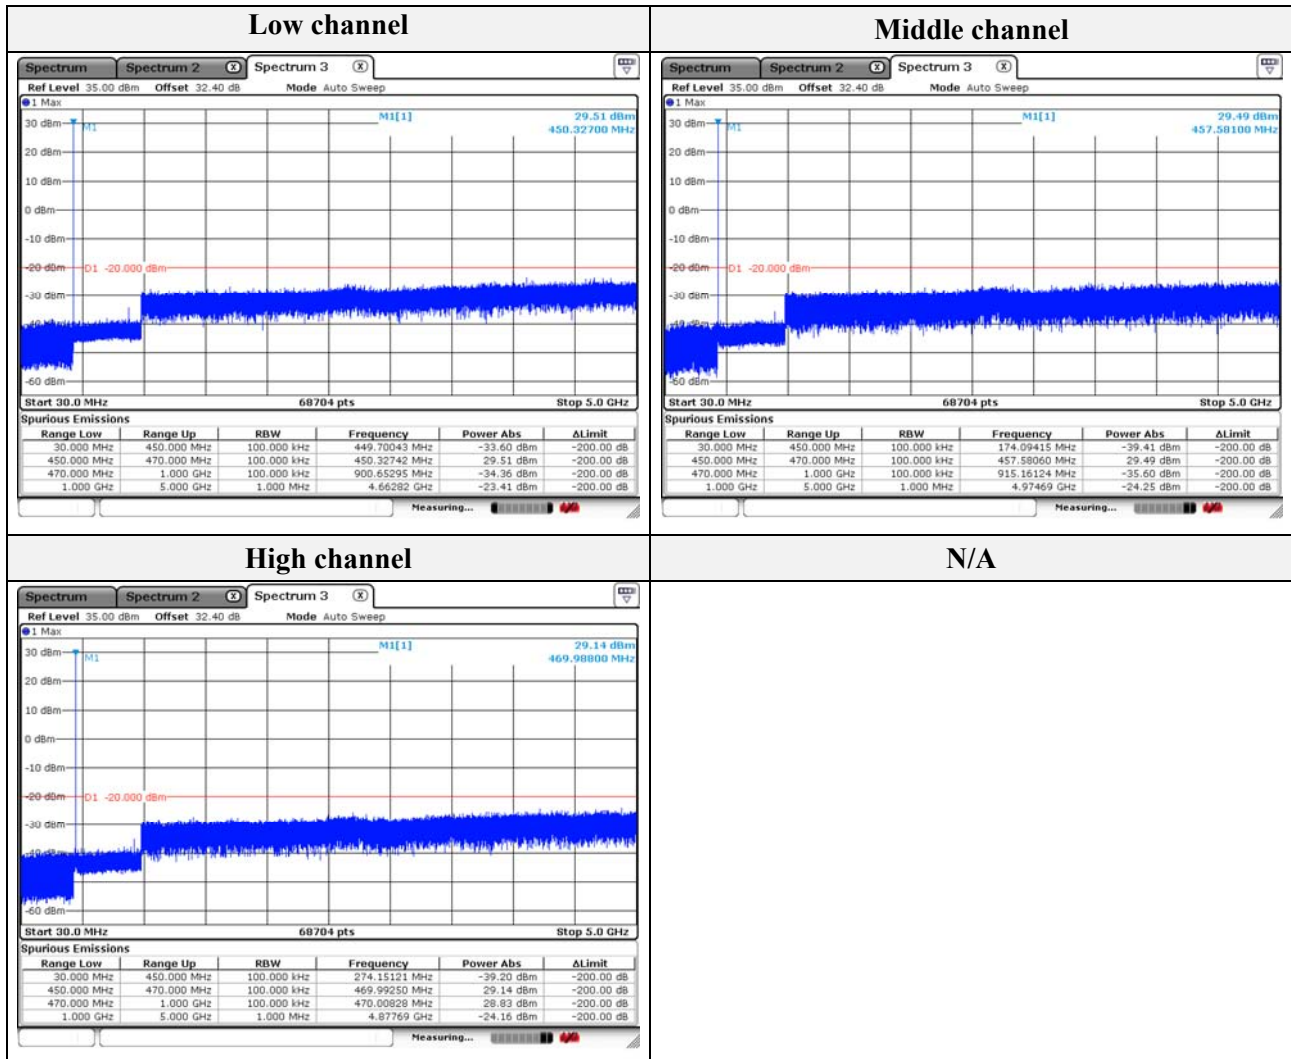 Low channel
Middle channel
Spectrum Spectrum 2 X Spectrum 3 X
Ref Level 35.00 dBm Offset 32.40 dB Mode Auto Sweep
1 Max
M1[1] 29.51 dBm
450.32700 MHz
30 dBm
M1
20 dBm
10 dBm
0 dBm
-10 dBm
-20 dBm
D1 -20.000 dBm
-30 dBm
-40 dBm
-60 dBm
Start 30.0 MHz 68704 pts Stop 5.0 GHz
Spurious Emissions
Range Low Range Up RBW Frequency Power Abs ΔLimit
30.000 MHz 450.000 MHz 100.000 kHz 449.70043 MHz -33.60 dBm -200.00 dB
450.000 MHz 470.000 MHz 100.000 kHz 450.32742 MHz 29.51 dBm -200.00 dB
470.000 MHz 1.000 GHz 100.000 kHz 900.65295 MHz -34.36 dBm -200.00 dB
1.000 GHz 5.000 GHz 1.000 MHz 4.66282 GHz -23.41 dBm -200.00 dB
Measuring...
Spectrum Spectrum 2 X Spectrum 3 X
Ref Level 35.00 dBm Offset 32.40 dB Mode Auto Sweep
1 Max
M1[1] 29.49 dBm
457.58100 MHz
30 dBm
M1
20 dBm
10 dBm
0 dBm
-10 dBm
-20 dBm
D1 -20.000 dBm
-30 dBm
-40 dBm
-60 dBm
Start 30.0 MHz 68704 pts Stop 5.0 GHz
Spurious Emissions
Range Low Range Up RBW Frequency Power Abs ΔLimit
30.000 MHz 450.000 MHz 100.000 kHz 174.09415 MHz -39.41 dBm -200.00 dB
450.000 MHz 470.000 MHz 100.000 kHz 457.58060 MHz 29.49 dBm -200.00 dB
470.000 MHz 1.000 GHz 100.000 kHz 915.16124 MHz -35.60 dBm -200.00 dB
1.000 GHz 5.000 GHz 1.000 MHz 4.97469 GHz -24.25 dBm -200.00 dB
Measuring...
High channel
N/A
Spectrum Spectrum 2 X Spectrum 3 X
Ref Level 35.00 dBm Offset 32.40 dB Mode Auto Sweep
1 Max
M1[1] 29.14 dBm
469.98800 MHz
30 dBm
M1
20 dBm
10 dBm
0 dBm
-10 dBm
-20 dBm
D1 -20.000 dBm
-30 dBm
-40 dBm
-60 dBm
Start 30.0 MHz 68704 pts Stop 5.0 GHz
Spurious Emissions
Range Low Range Up RBW Frequency Power Abs ΔLimit
30.000 MHz 450.000 MHz 100.000 kHz 274.15121 MHz -39.20 dBm -200.00 dB
450.000 MHz 470.000 MHz 100.000 kHz 469.99250 MHz 29.14 dBm -200.00 dB
470.000 MHz 1.000 GHz 100.000 kHz 470.00828 MHz 28.83 dBm -200.00 dB
1.000 GHz 5.000 GHz 1.000 MHz 4.87769 GHz -24.16 dBm -200.00 dB
Measuring...